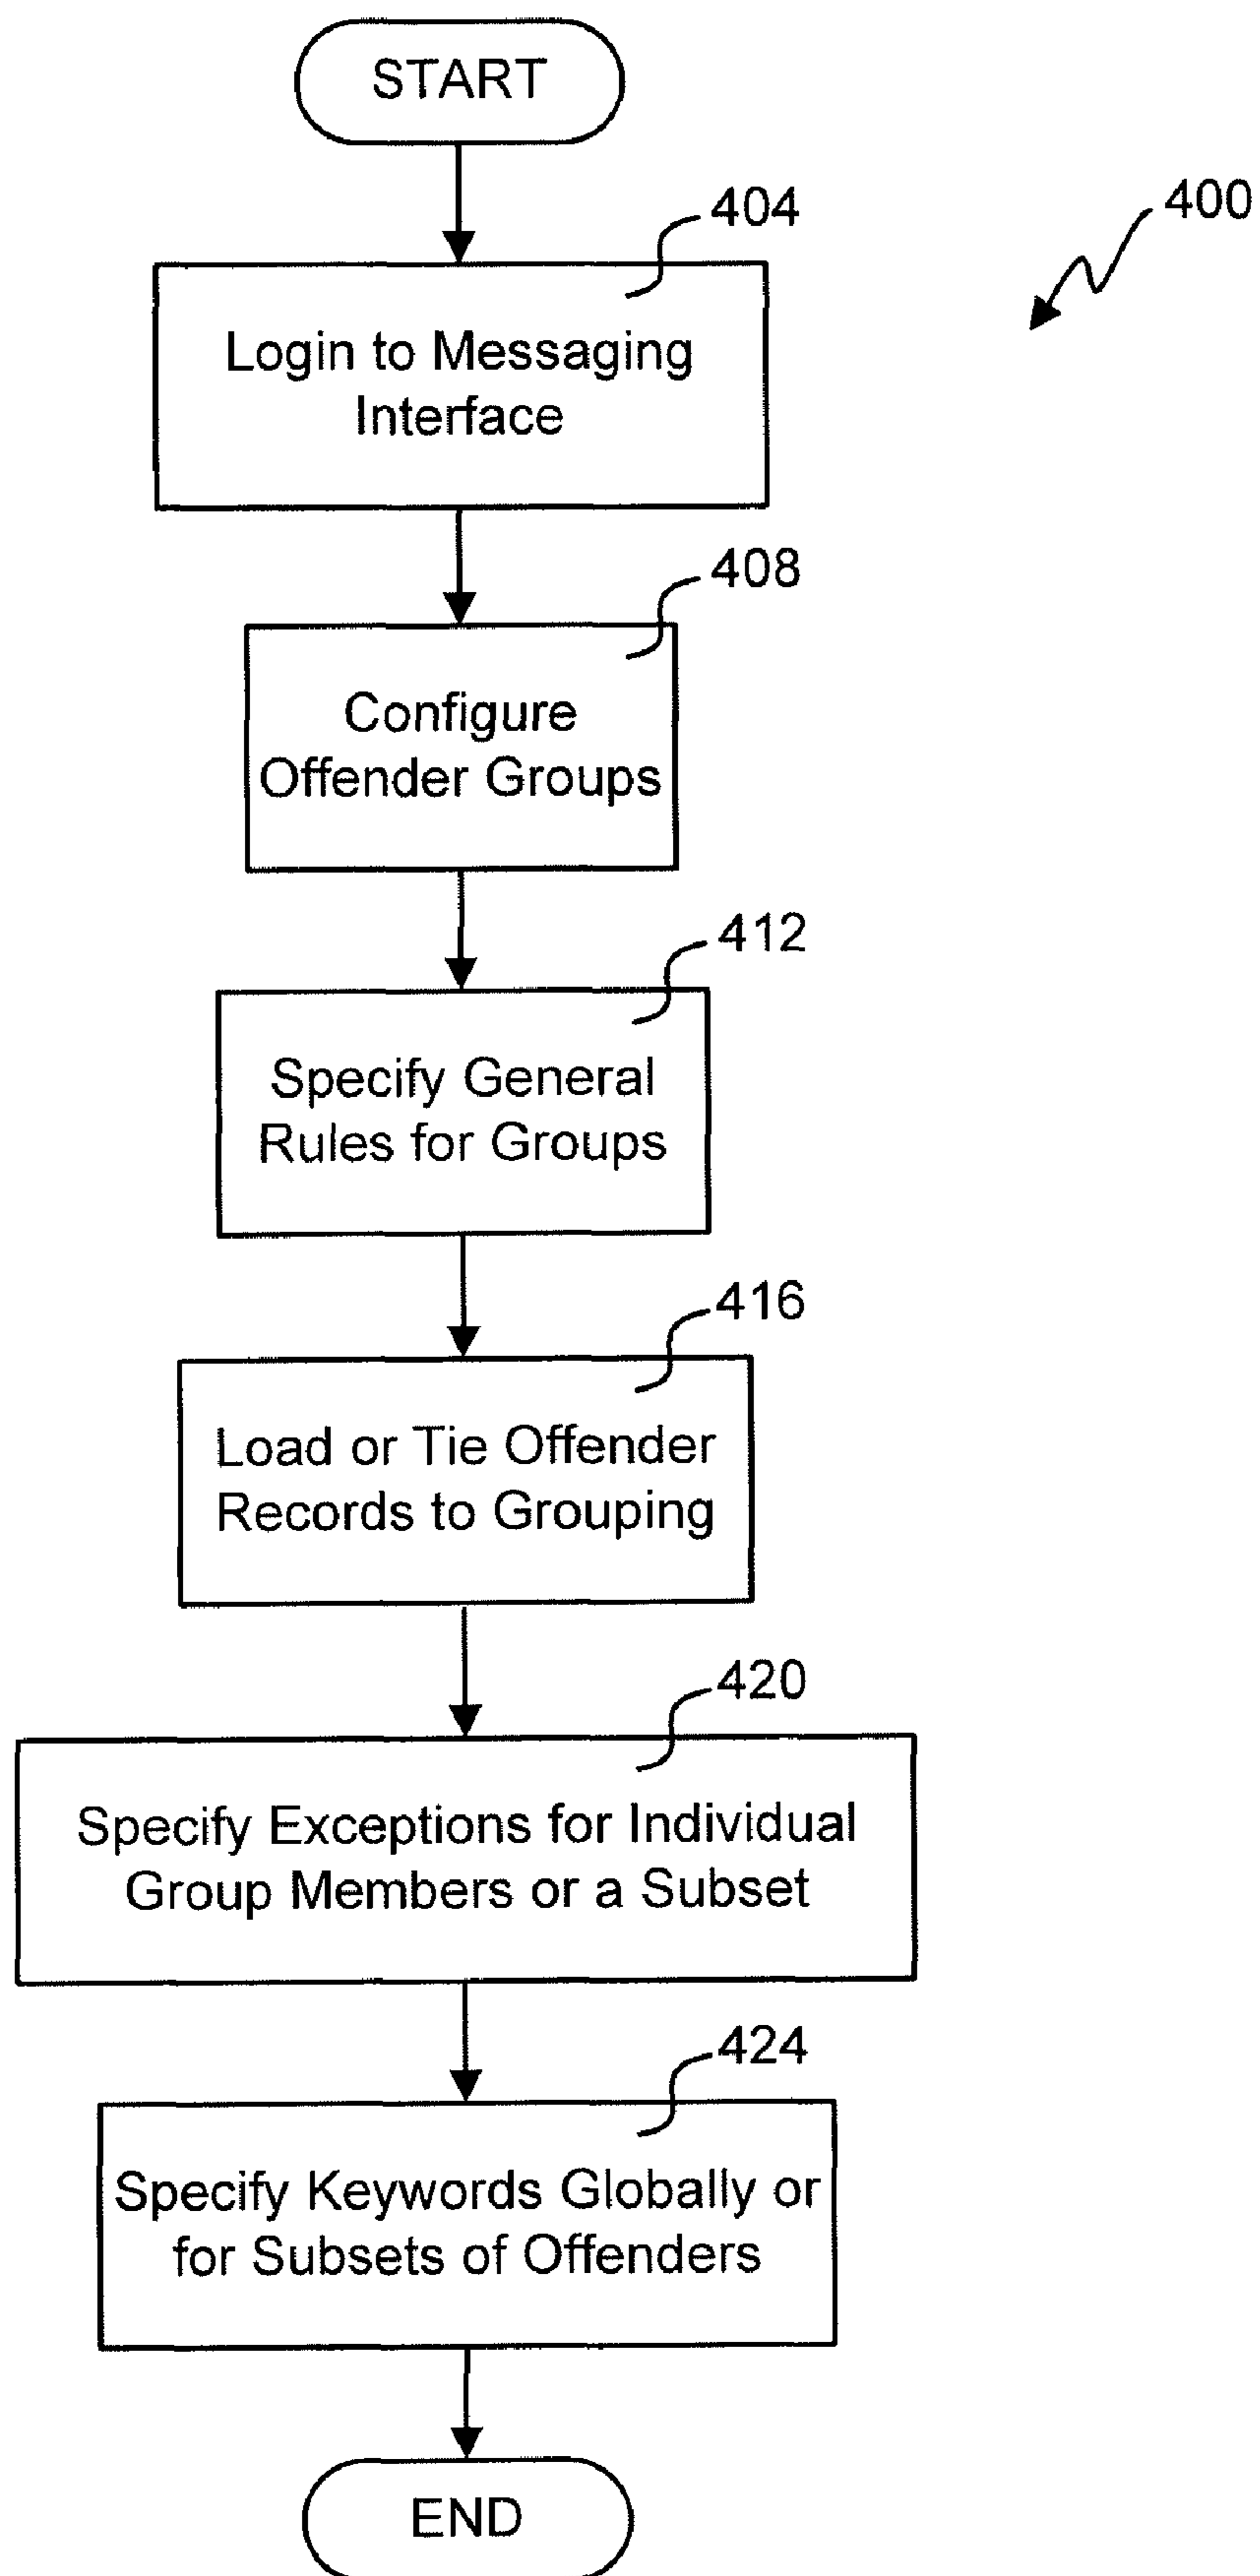 START
404
400
Login to Messaging
Interface
408
Configure
Offender Groups
412
Specify General
Rules for Groups
416
Load or Tie Offender
Records to Grouping
420
Specify Exceptions for Individual
Group Members or a Subset
424
Specify Keywords Globally or
for Subsets of Offenders
END